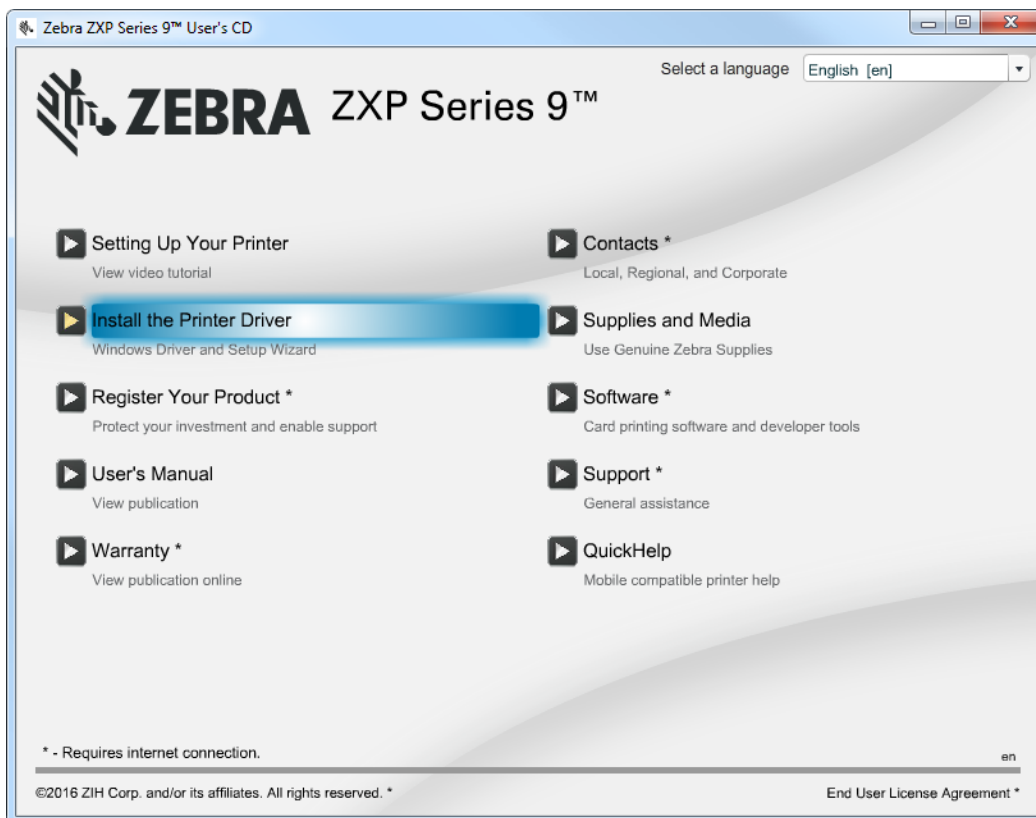 Zebra ZXP Series 9™ User's CD
Select a language English [en]
ZEBRA ZXP Series 9™
Setting Up Your Printer
View video tutorial
Install the Printer Driver
Windows Driver and Setup Wizard
Register Your Product *
Protect your investment and enable support
User's Manual
View publication
Warranty *
View publication online
Contacts *
Local, Regional, and Corporate
Supplies and Media
Use Genuine Zebra Supplies
Software *
Card printing software and developer tools
Support *
General assistance
QuickHelp
Mobile compatible printer help
* - Requires internet connection.
en
©2016 ZIH Corp. and/or its affiliates. All rights reserved. *
End User License Agreement *